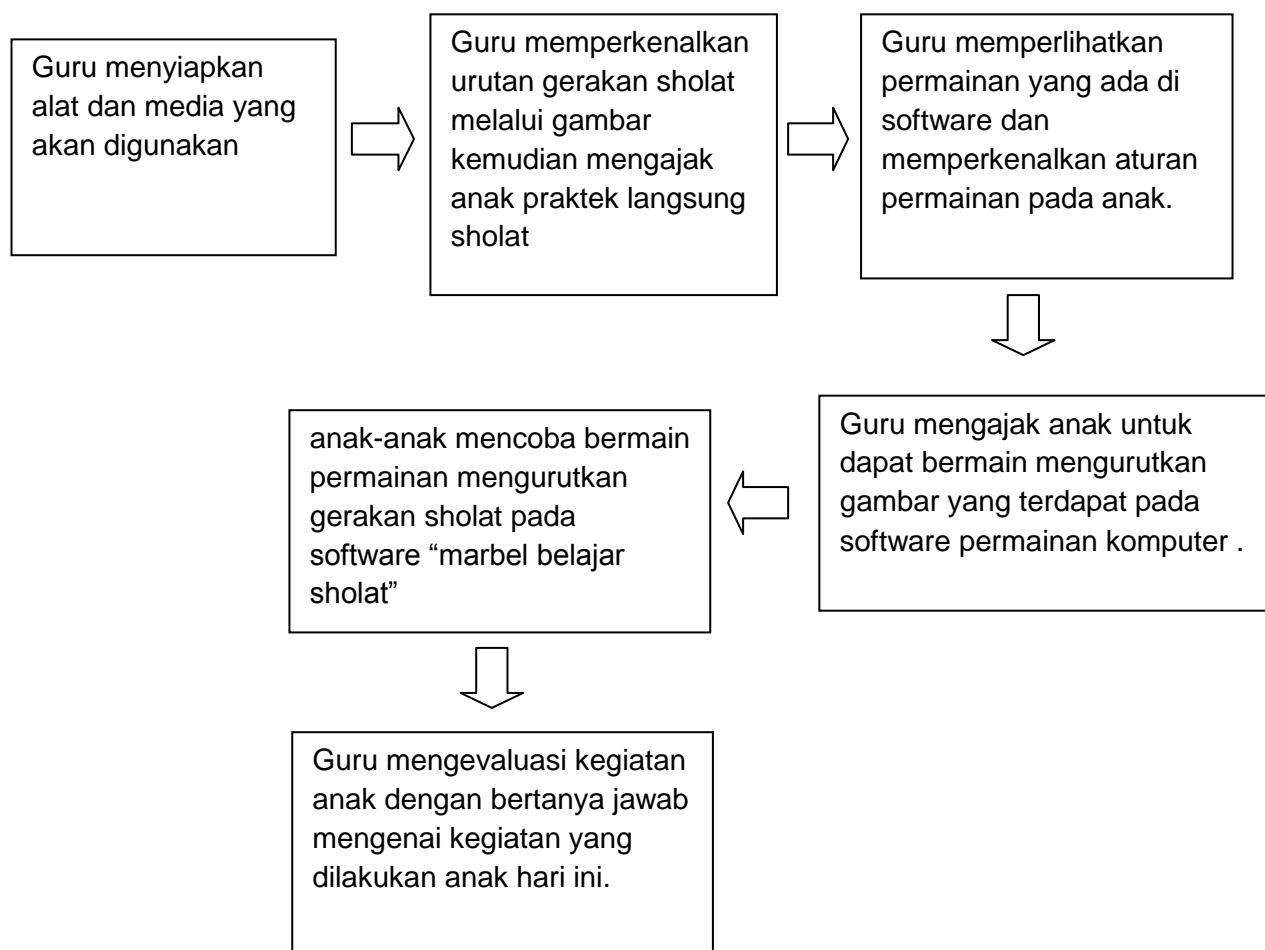 Guru menyiapkan
alat dan media yang
akan digunakan
Guru memperkenalkan
urutan gerakan sholat
melalui gambar
kemudian mengajak
anak praktek langsung
sholat
Guru memperlihatkan
permainan yang ada di
software dan
memperkenalkan aturan
permainan pada anak.
Guru mengajak anak untuk
dapat bermain mengurutkan
gambar yang terdapat pada
software permainan komputer .
anak-anak mencoba bermain
permainan mengurutkan
gerakan sholat pada
software “marbel belajar
sholat”
Guru mengevaluasi kegiatan
anak dengan bertanya jawab
mengenai kegiatan yang
dilakukan anak hari ini.